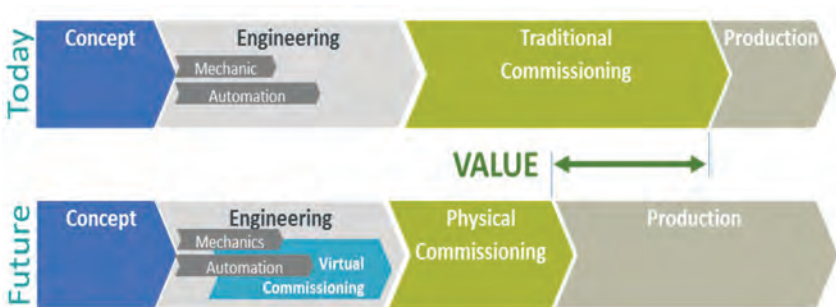 Today
Concept
Engineering
Mechanic
Automation
Traditional
Commissioning
Production
VALUE
Future
Concept
Engineering
Mechanics
Automation
Virtual
Commissioning
Physical
Commissioning
Production